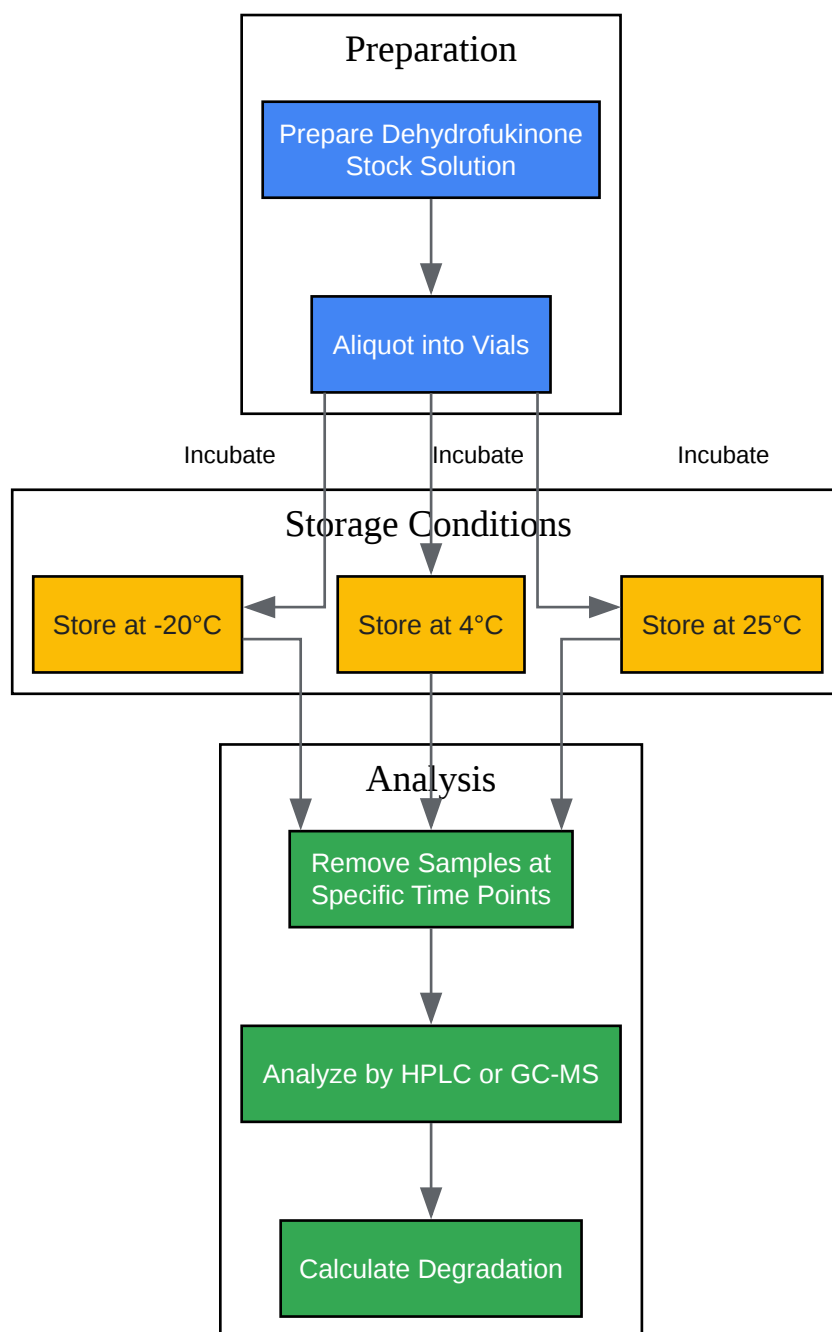 Preparation
Prepare Dehydrofukinone
Stock Solution
Aliquot into Vials
Incubate
Incubate
Incubate
Storage Conditions
Store at -20°C
Store at 4°C
Store at 25°C
Analysis
Remove Samples at
Specific Time Points
Analyze by HPLC or GC-MS
Calculate Degradation